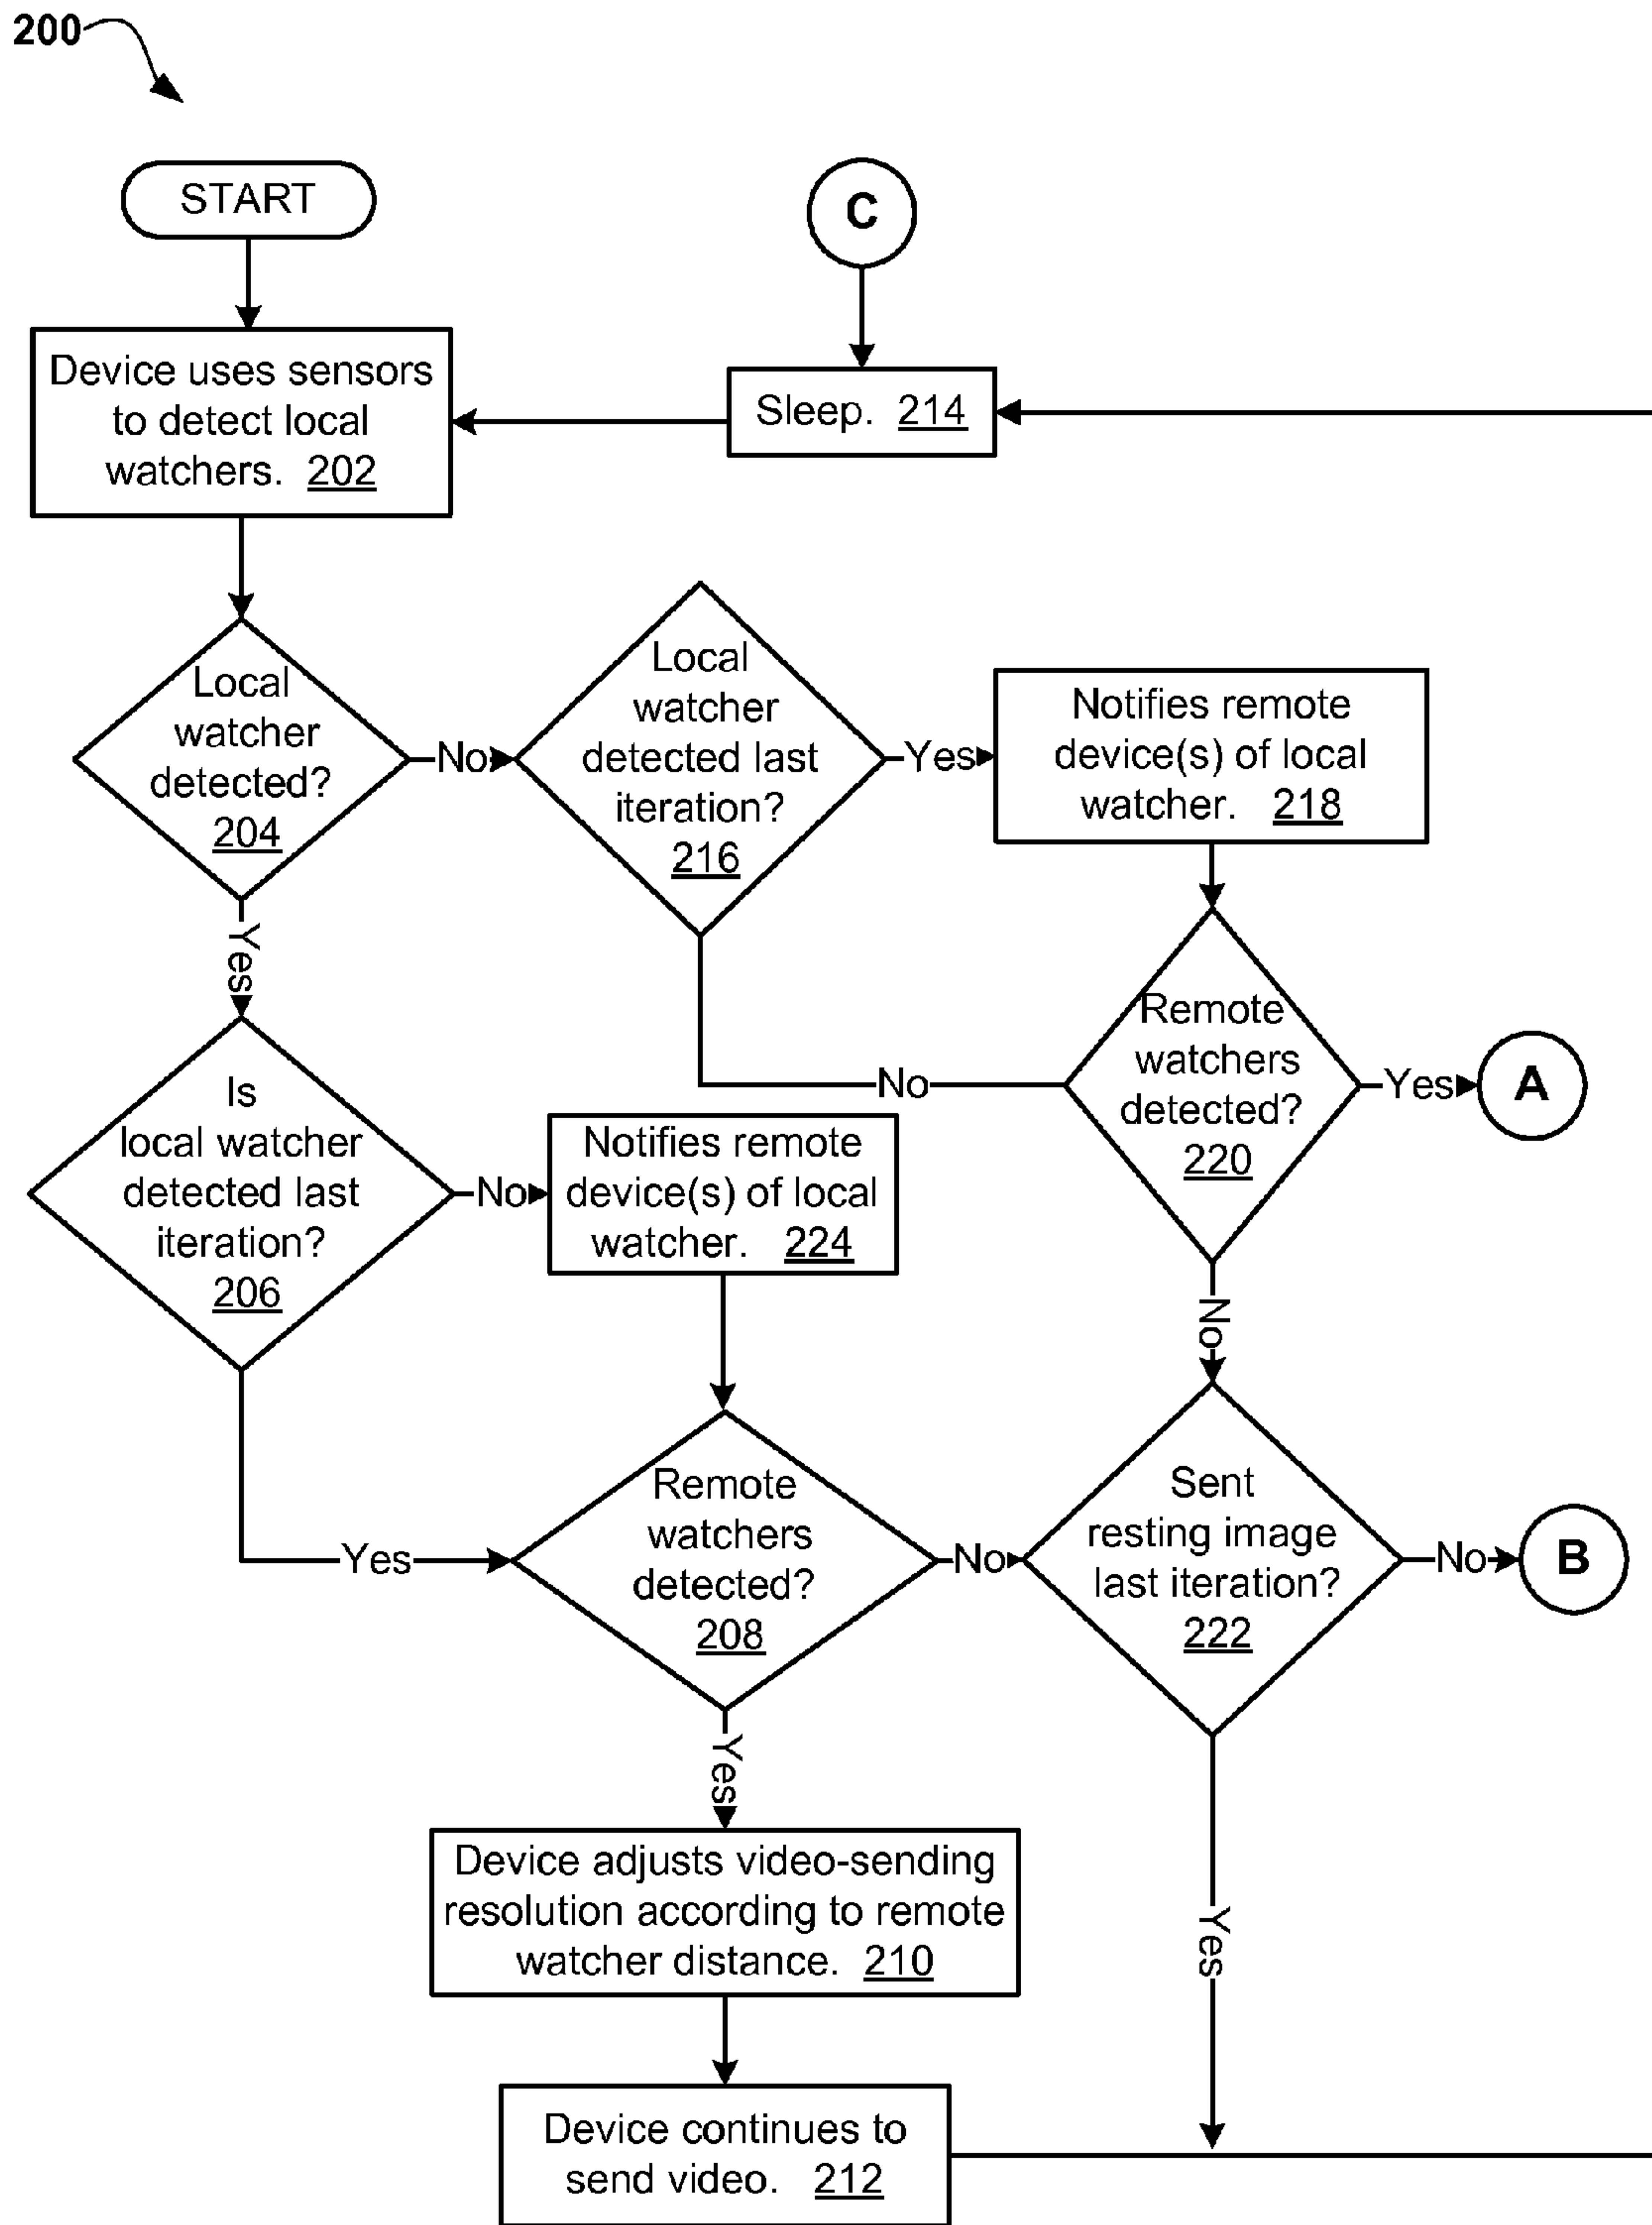 200
START
C
Device uses sensors
to detect local
watchers. 202
Sleep. 214
Local
watcher
detected?
204
No
Local
watcher
detected last
iteration?
216
Yes
Notifies remote
device(s) of local
watcher. 218
Yes
No
Remote
watchers
detected?
220
Yes
A
Is
local watcher
detected last
iteration?
206
No
Notifies remote
device(s) of local
watcher. 224
No
Yes
Remote
watchers
detected?
208
No
Sent
resting image
last iteration?
222
No
B
Yes
Yes
Device adjusts video-sending
resolution according to remote
watcher distance. 210
Device continues to
send video. 212